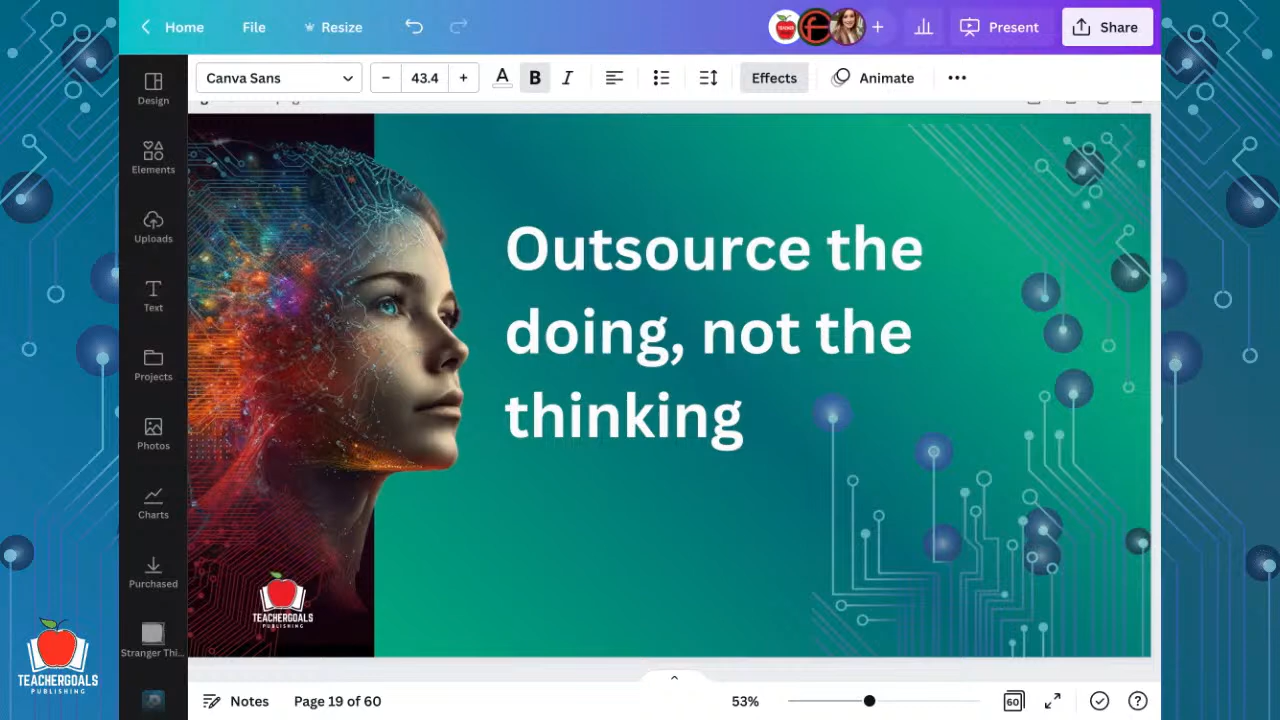 Home File Resize Present Share
Canva Sans 43.4 A B I Effects Animate
Design
Elements
Uploads
Text
Projects
Photos
Charts
Purchased
Stranger Thi...
Outsource the
doing, not the
thinking
TEACHERGOALS
PUBLISHING
TEACHERGOALS
PUBLISHING
Notes Page 19 of 60 53% 60